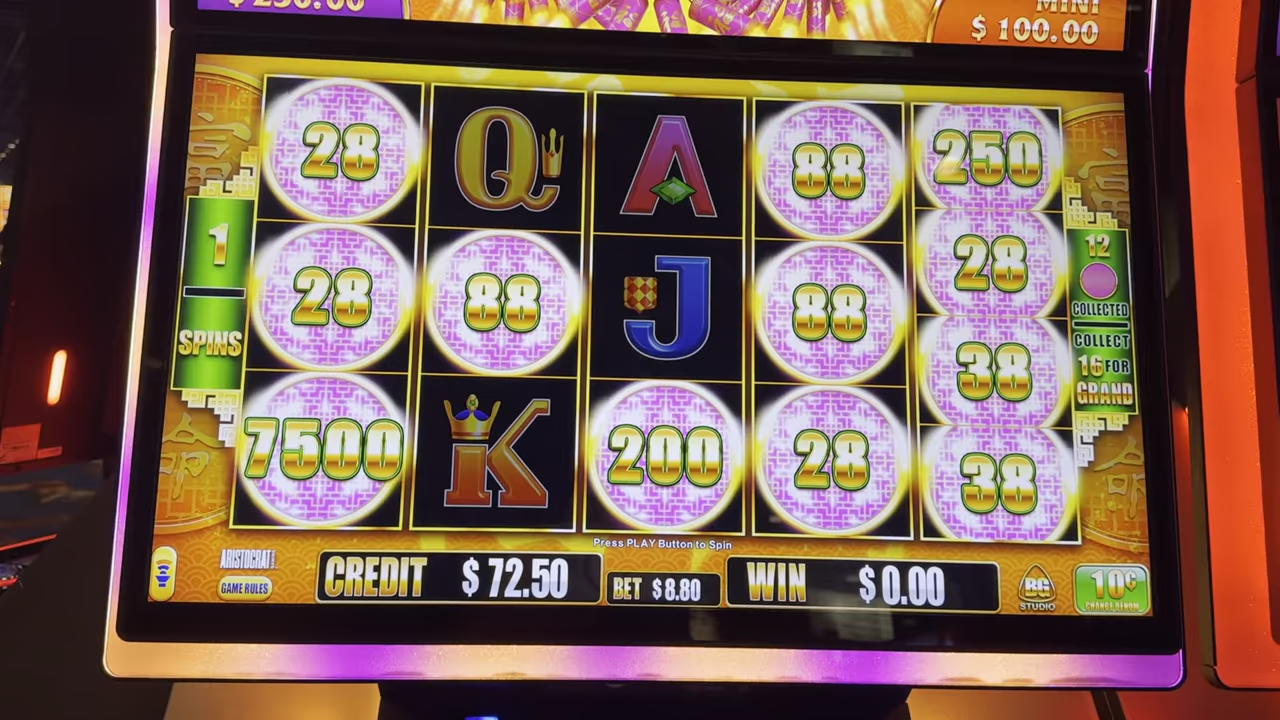 $ 250.00
MINI
$ 100.00
28 Q A 88 250
28 88 J 88 28
38
7500 K 200 28 38
1
SPINS
12
COLLECTED
COLLECT
16 FOR
GRAND
Press PLAY Button to Spin
ARISTOCRAT
GAME RULES
CREDIT $72.50
BET $8.80
WIN $0.00
BG
STUDIO
10¢
CHANGE DENOM